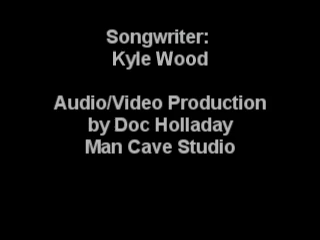 Songwriter:
Kyle Wood
Audio/Video Production
by Doc Holladay
Man Cave Studio